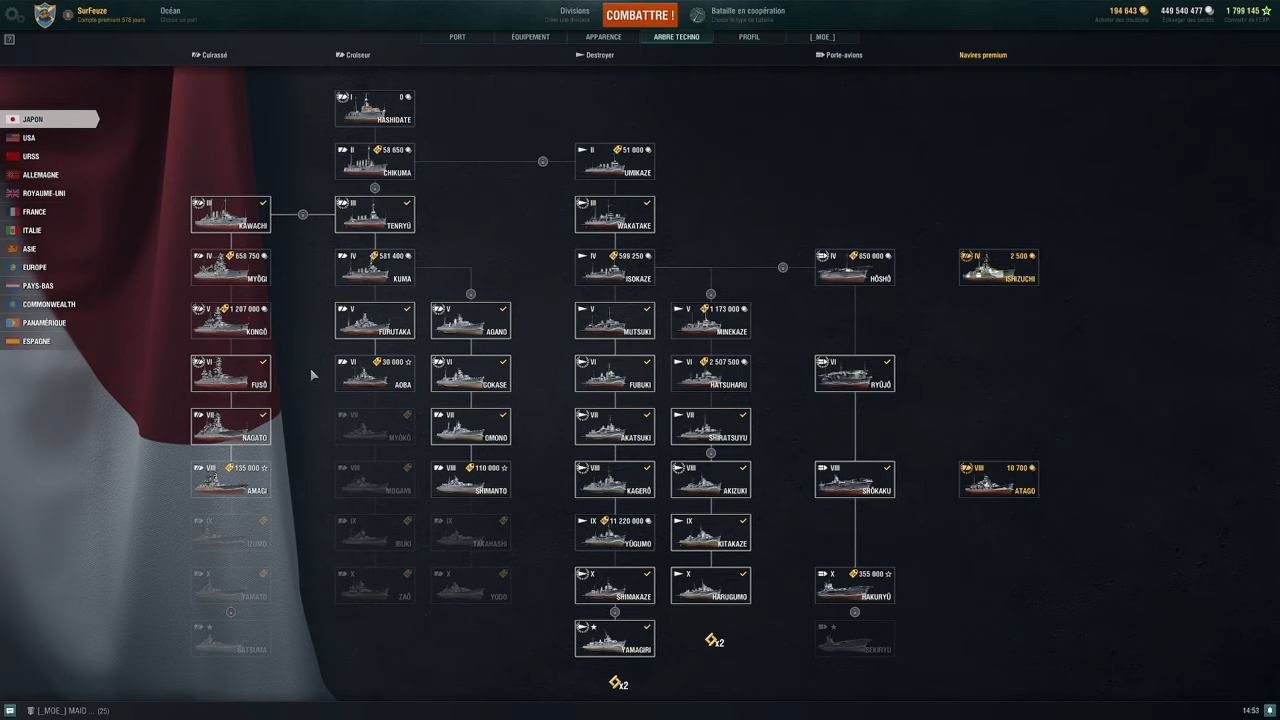 SurFeuze
Compte premium 578 jours
Océan
Choisir un port
Divisions
Créer une division
COMBATTRE !
Bataille en coopération
Choisir le type de bataille
194 643
Acheter des doublons
449 540 477
Échanger des crédits
1 799 145
Convertir de l'EXP.
?
PORT
ÉQUIPEMENT
APPARENCE
ARBRE TECHNO
PROFIL
[_MOE_]
Cuirassé
Croiseur
Destroyer
Porte-avions
Navires premium
JAPON
USA
URSS
ALLEMAGNE
ROYAUME-UNI
FRANCE
ITALIE
ASIE
EUROPE
PAYS-BAS
COMMONWEALTH
PANAMÉRIQUE
ESPAGNE
I 0
HASHIDATE
II 58 650
CHIKUMA
II 51 000
UMIKAZE
III
KAWACHI
III
TENRYŪ
III
WAKATAKE
IV 658 750
MYŌGI
IV 581 400
KUMA
IV 599 250
ISOKAZE
IV 850 000
HŌSHŌ
IV 2 500
ISHIZUCHI
V 1 207 000
KONGŌ
V
FURUTAKA
V
AGANO
V
MUTSUKI
V 1 173 000
MINEKAZE
VI
FUSŌ
VI 30 000
AOBA
VI
GOKASE
VI
FUBUKI
VI 2 507 500
HATSUHARU
VI
RYŪJŌ
VII
NAGATO
VII
MYŌKŌ
VII
OMONO
VII
AKATSUKI
VII
SHIRATSUYU
VIII 135 000
AMAGI
VIII
MOGAMI
VIII 110 000
SHIMANTO
VIII
KAGERŌ
VIII
AKIZUKI
VIII
SHŌKAKU
VIII 10 700
ATAGO
IX
IZUMO
IX
IBUKI
IX
TAKAHASHI
IX 11 220 000
YŪGUMO
IX
KITAKAZE
X
YAMATO
X
ZAŌ
X
YODO
X
SHIMAKAZE
X
HARUGUMO
X 355 000
HAKURYŪ
SATSUMA
YAMAGIRI
x2
SEKIRYU
x2
[_MOE_] MAID ... (25)
14:53